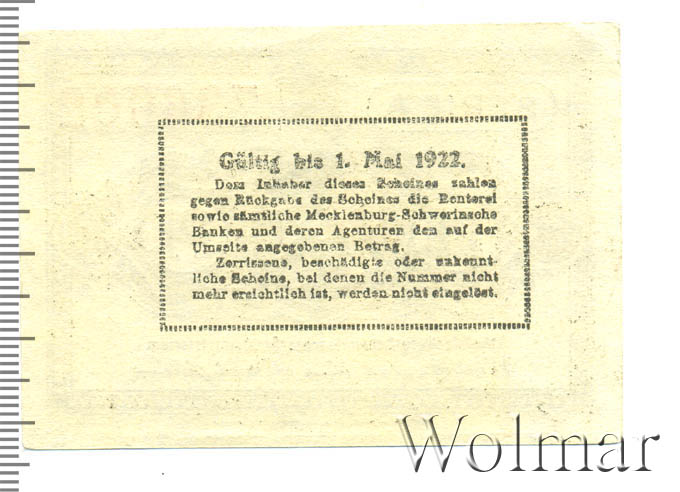 Gültig bis 1. Mai 1922.
Dem Inhaber dieses Scheines zahlen
gegen Rückgabe des Scheines die Renterei
sowie sämtliche Mecklenburg-Schwerinsche
Banken und deren Agenturen den auf der
Umseite angegebenen Betrag.
Zerrissene, beschädigte oder unkennt-
liche Scheine, bei denen die Nummer nicht
mehr ersichtlich ist, werden nicht eingelöst.
Wolmar